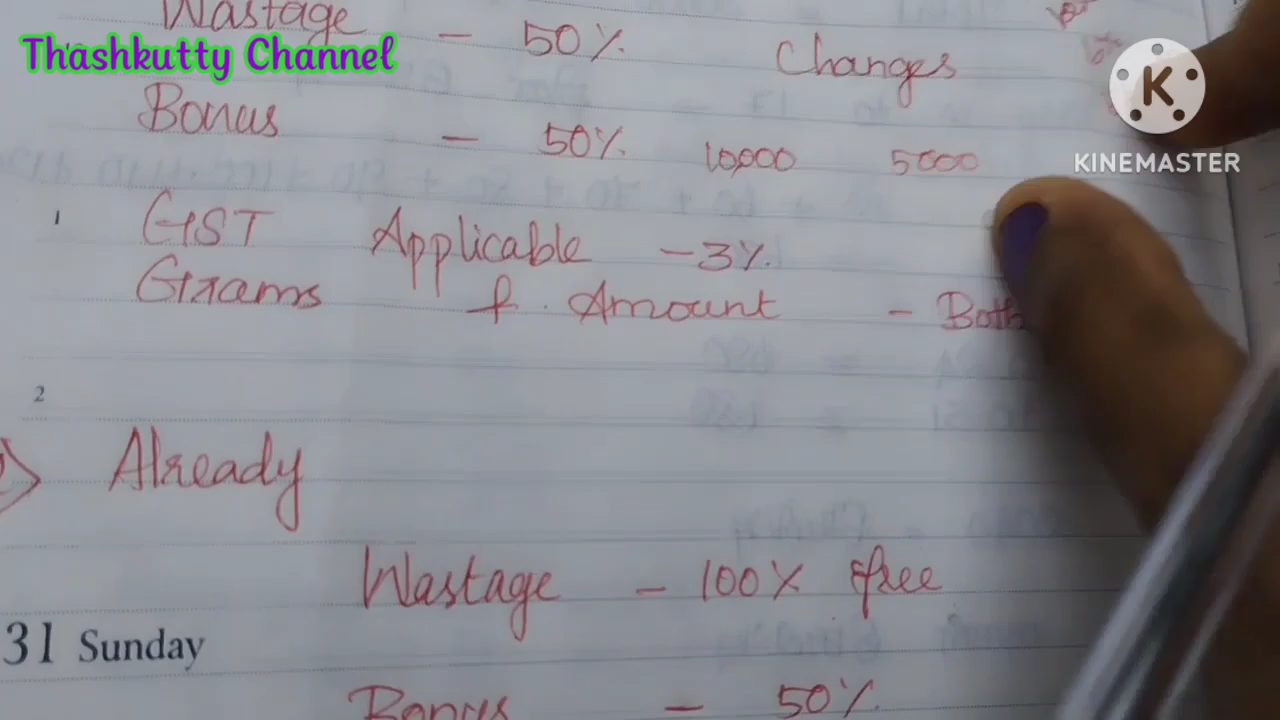 Wastage - 50%
Thashkutty Channel
Changes
Bonus - 50% 10,000 5000
KINEMASTER
1
GST Applicable - 3%
Grams & Amount - Both
2
Already
Wastage - 100% free
31 Sunday
Bonus - 50%